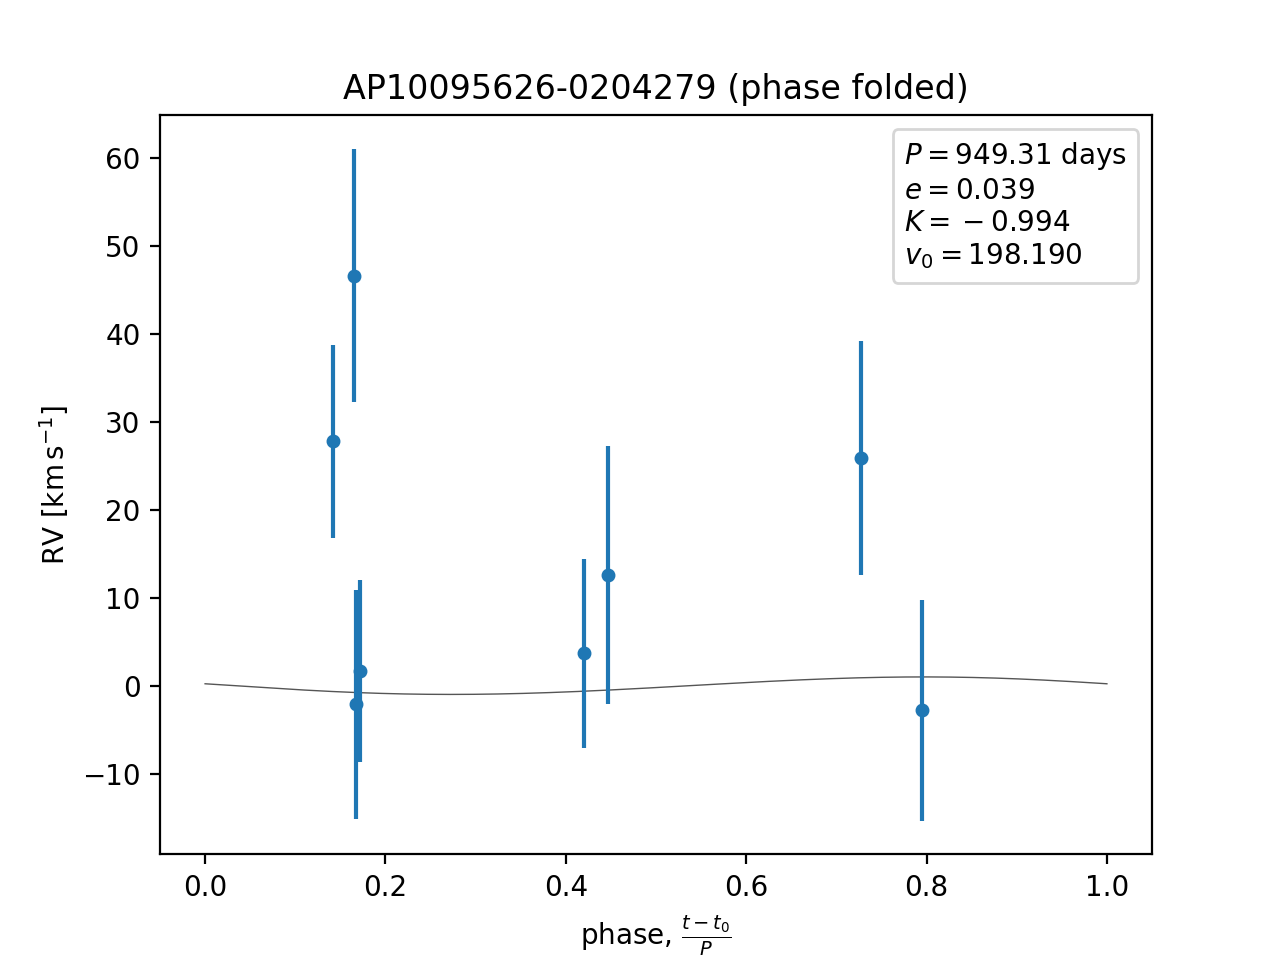 AP10095626-0204279 (phase folded)
P = 949.31 days
e = 0.039
K = −0.994
v₀ = 198.190
60
50
40
30
20
10
0
−10
RV [km s⁻¹]
0.0 0.2 0.4 0.6 0.8 1.0
phase, (t − t₀)/P